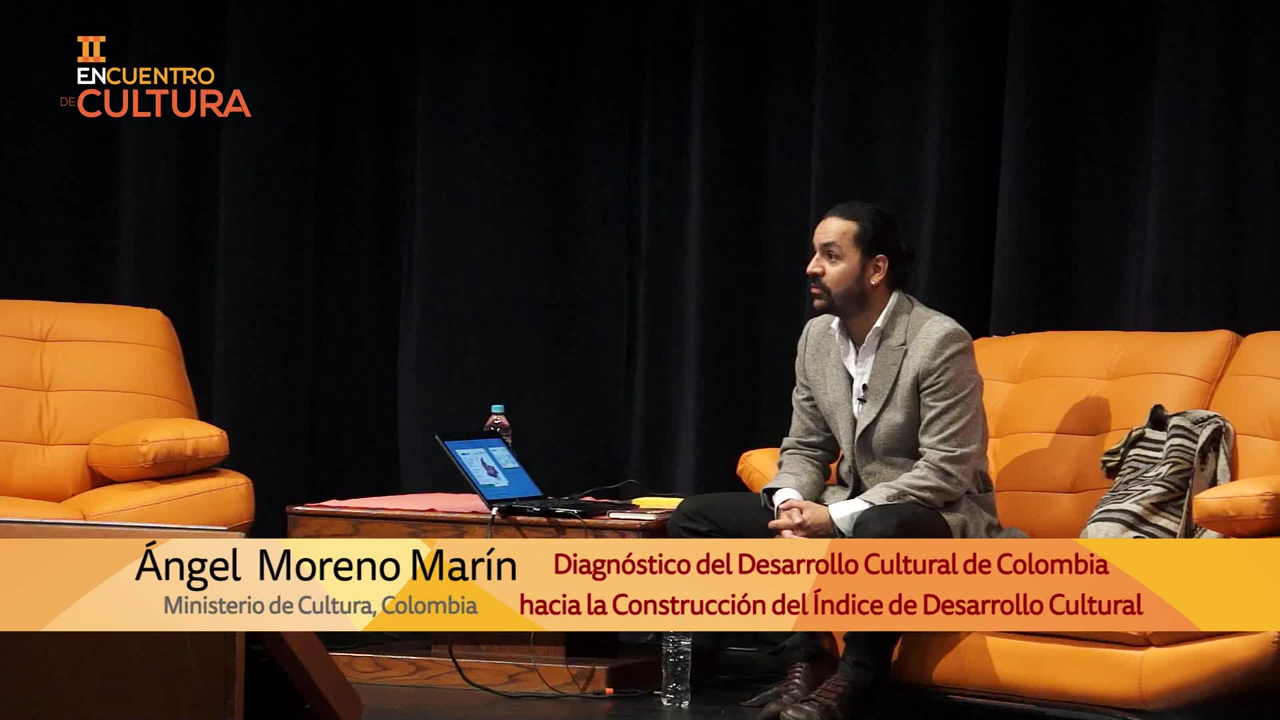 II
ENCUENTRO
DE CULTURA
Ángel Moreno Marín
Ministerio de Cultura, Colombia
Diagnóstico del Desarrollo Cultural de Colombia
hacia la Construcción del Índice de Desarrollo Cultural